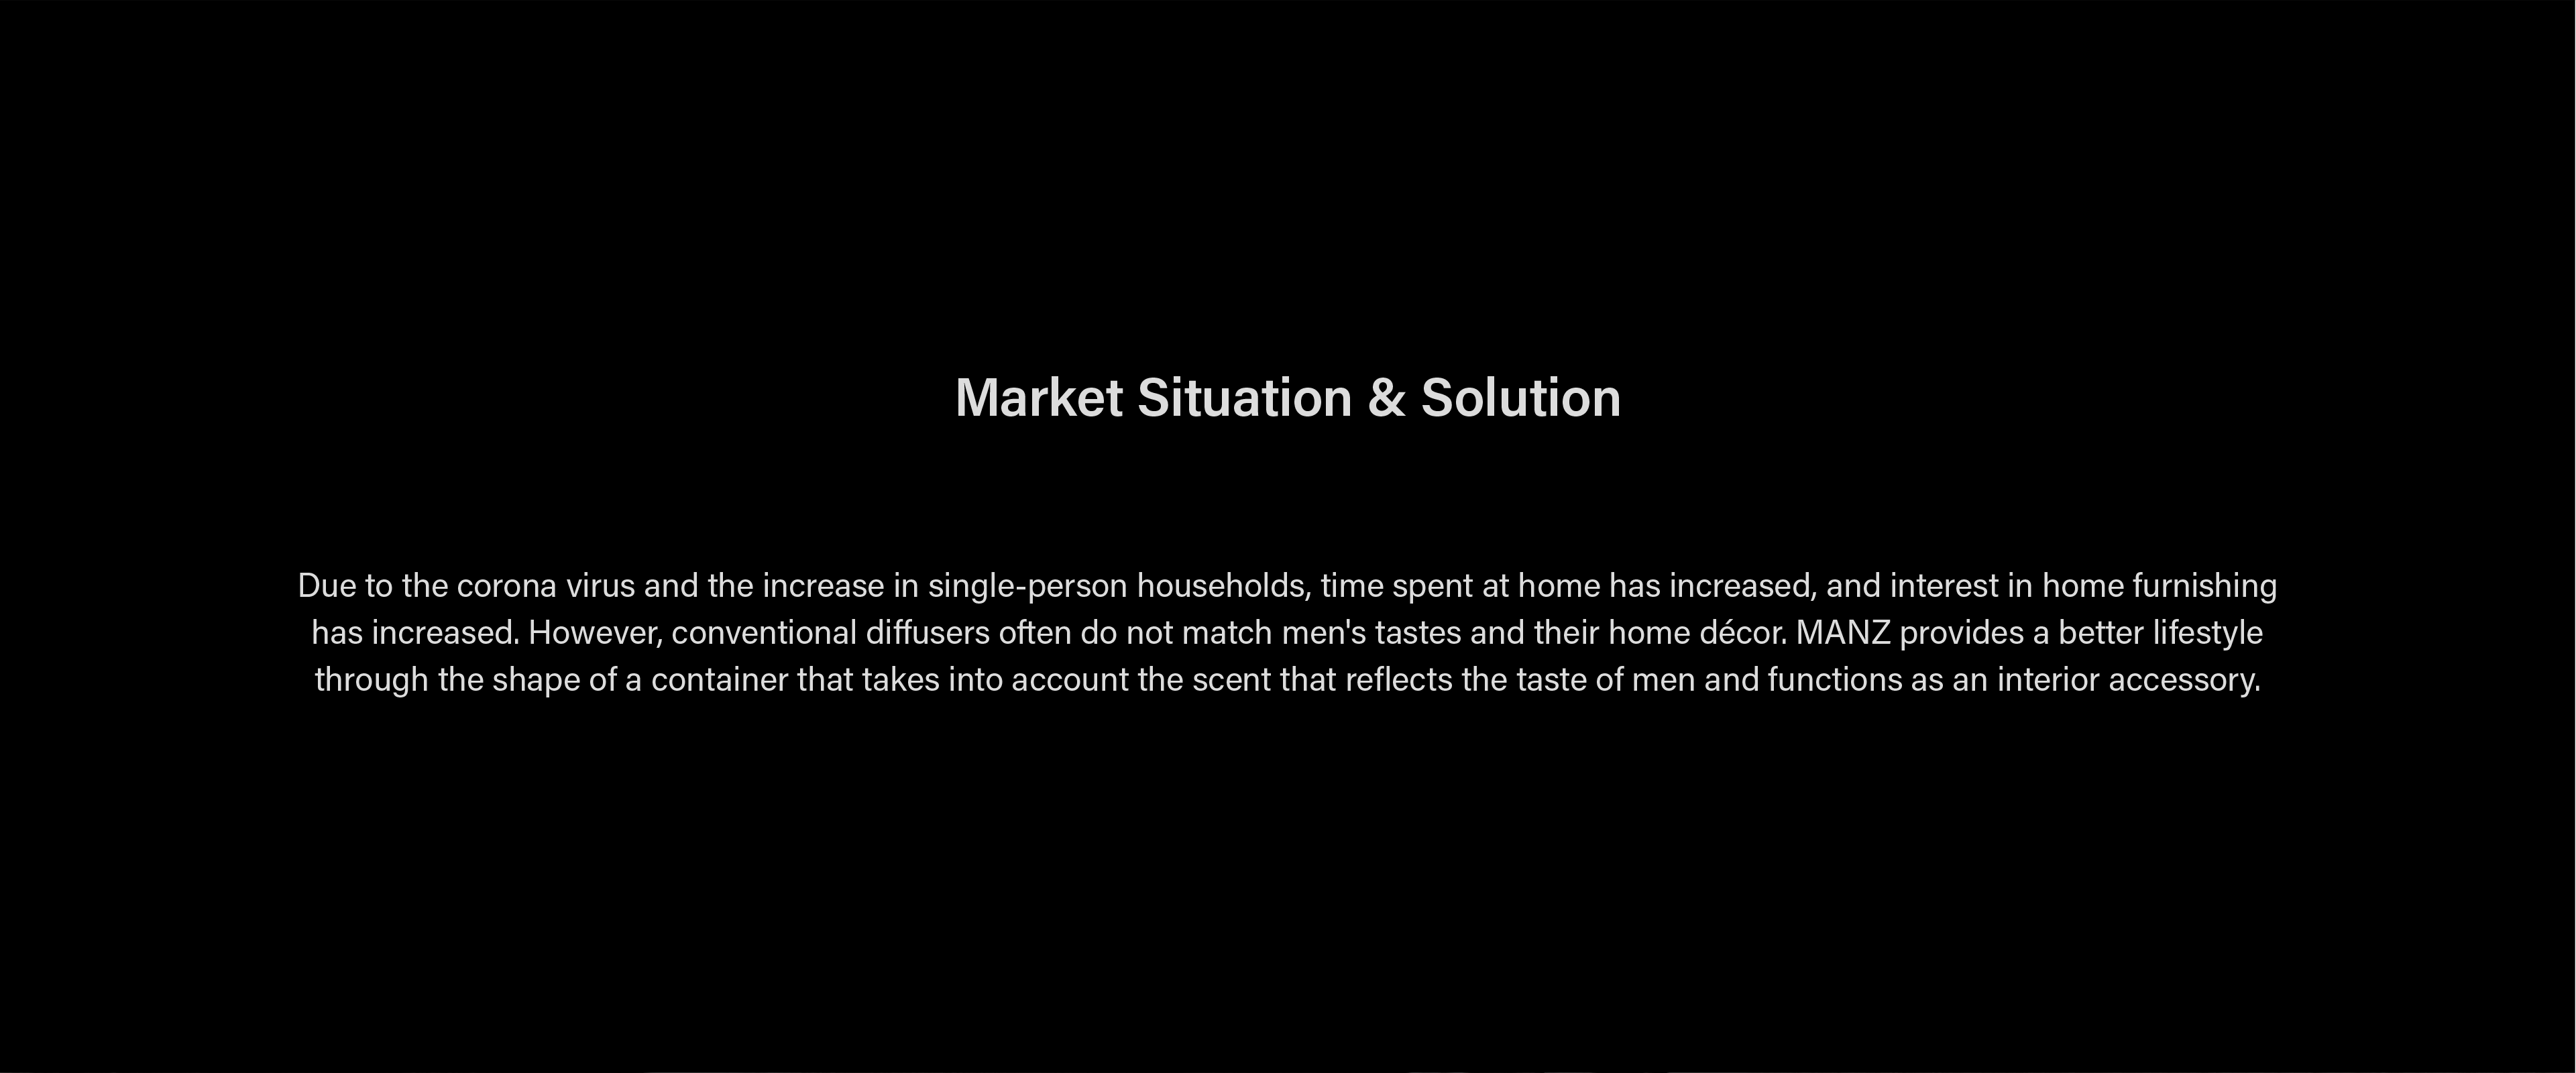 Market Situation & Solution
Due to the corona virus and the increase in single-person households, time spent at home has increased, and interest in home furnishing
has increased. However, conventional diffusers often do not match men's tastes and their home décor. MANZ provides a better lifestyle
through the shape of a container that takes into account the scent that reflects the taste of men and functions as an interior accessory.